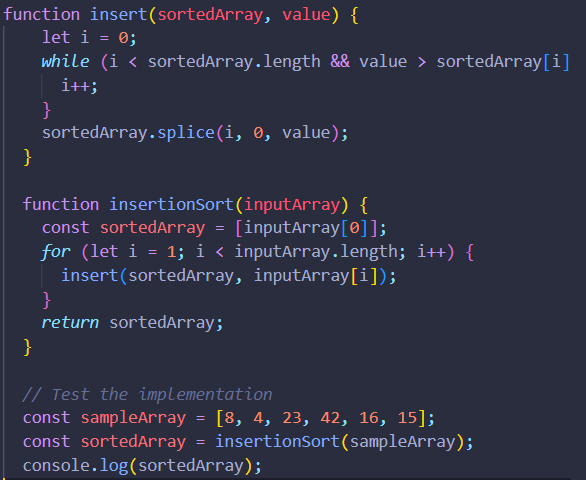 function insert(sortedArray, value) {
let i = 0;
while (i < sortedArray.length && value > sortedArray[i]
i++;
}
sortedArray.splice(i, 0, value);
}
function insertionSort(inputArray) {
const sortedArray = [inputArray[0]];
for (let i = 1; i < inputArray.length; i++) {
insert(sortedArray, inputArray[i]);
}
return sortedArray;
}
// Test the implementation
const sampleArray = [8, 4, 23, 42, 16, 15];
const sortedArray = insertionSort(sampleArray);
console.log(sortedArray);